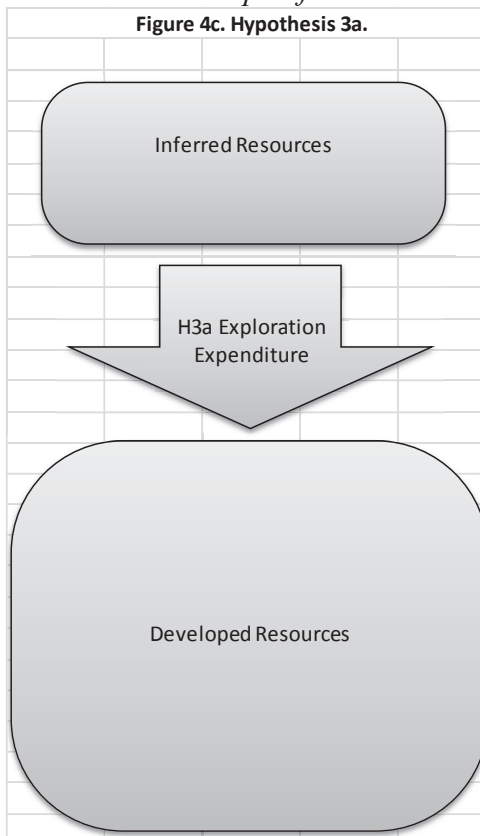 Figure 4c. Hypothesis 3a.
Inferred Resources
H3a Exploration
Expenditure
Developed Resources